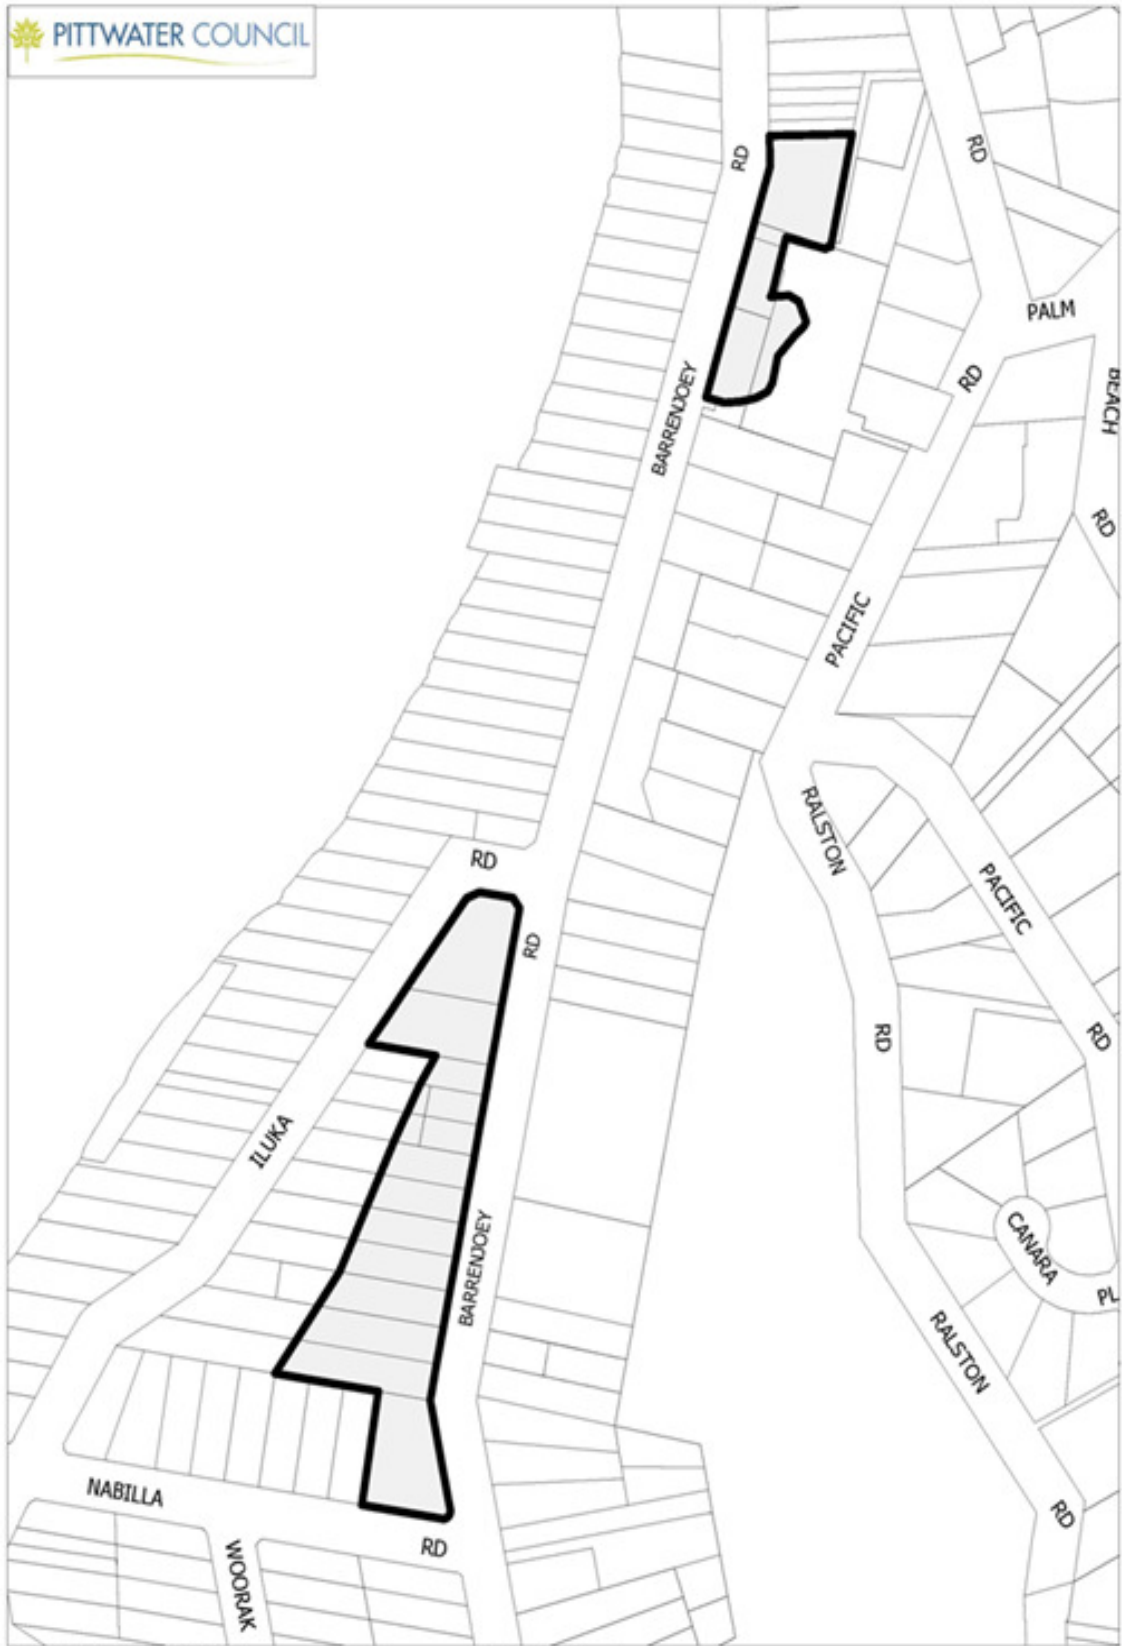 PITTWATER COUNCIL
RD
RD
PALM
RD
BEACH
BARRENJOEY
RD
PACIFIC
RALSTON
RD
PACIFIC
RD
RD
RD
ILUKA
CANARA
BARRENJOEY
PL
RALSTON
NABILLA
RD
RD
WOORAK